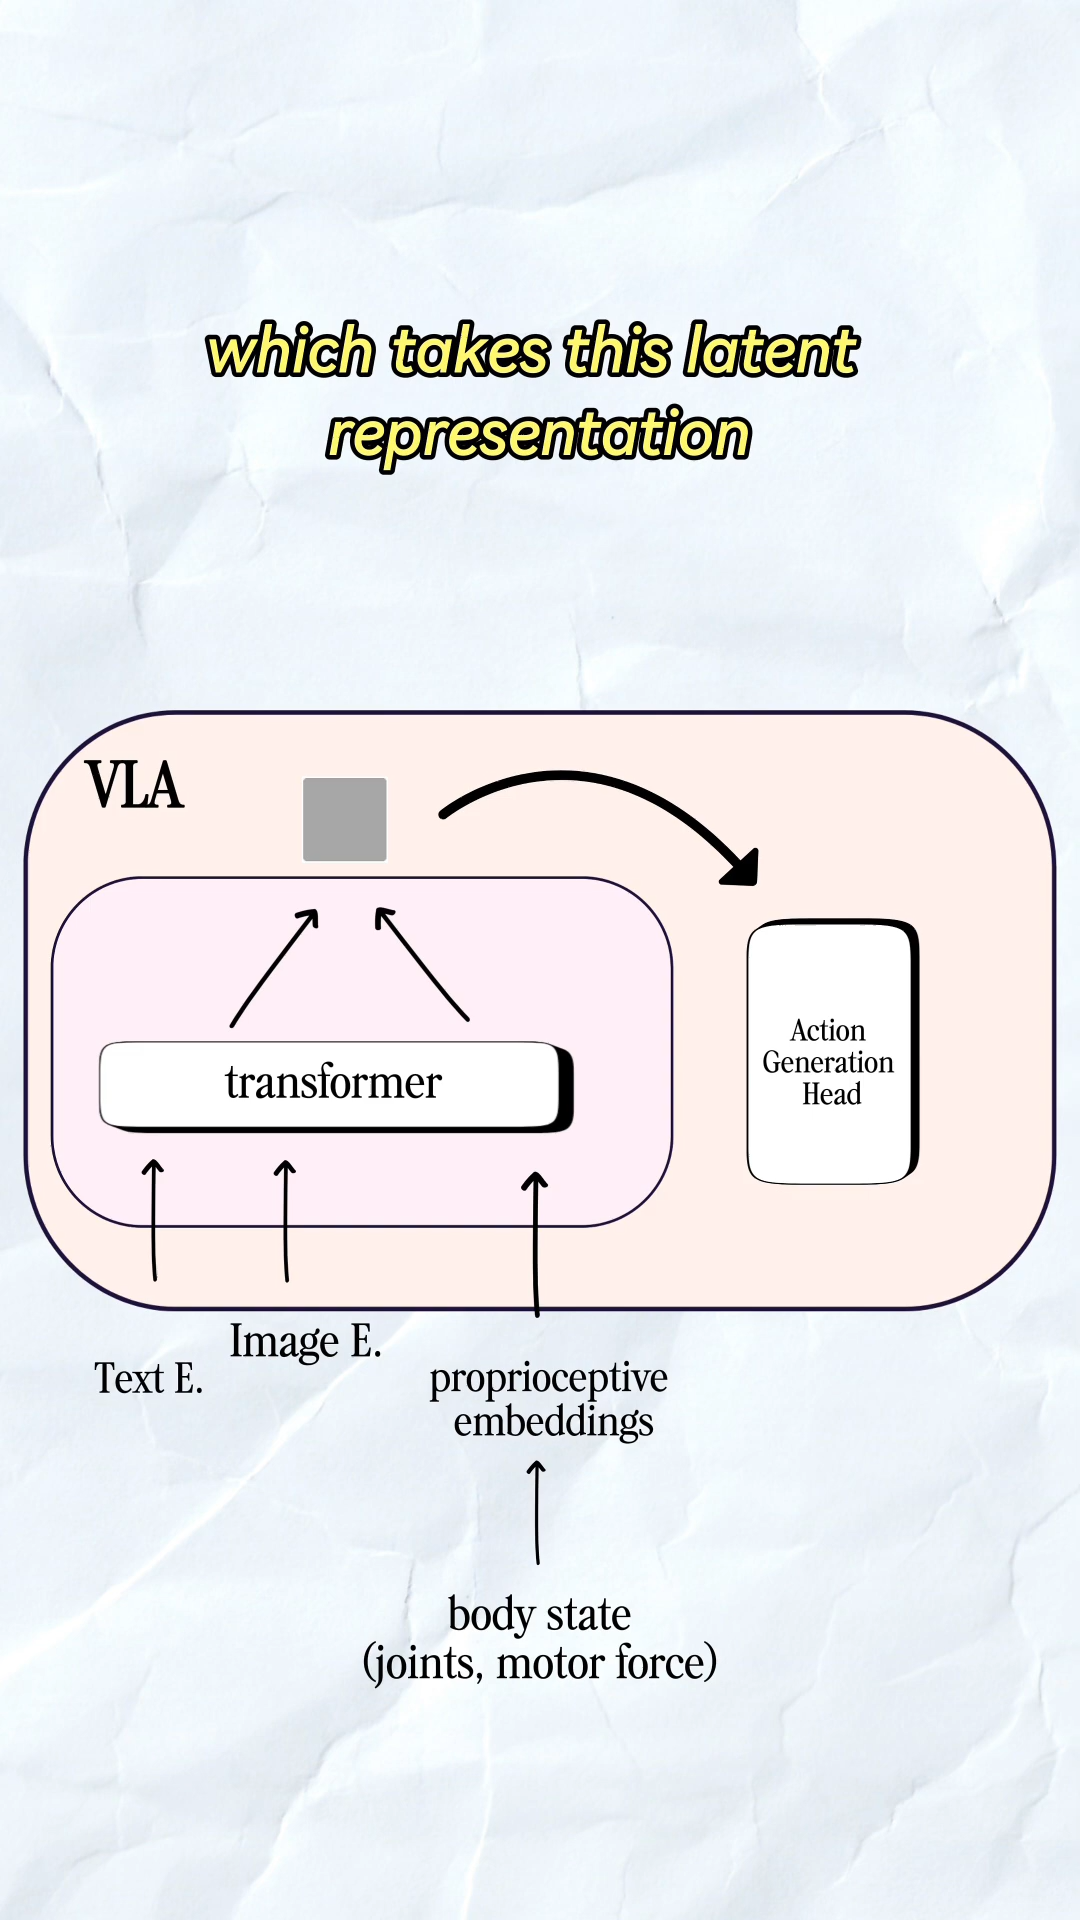 which takes this latent
representation
VLA
transformer
Action
Generation
Head
Image E.
Text E.
proprioceptive
embeddings
body state
(joints, motor force)